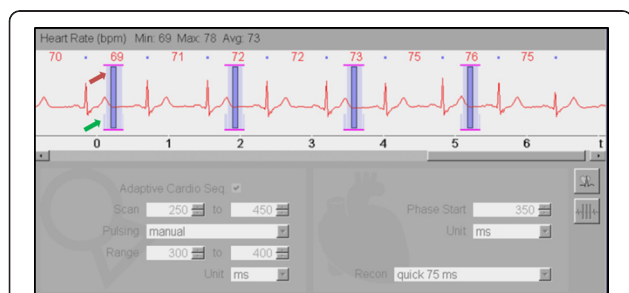 Heart Rate (bpm) Min: 69 Max: 78 Avg: 73
70 · 69 · 71 · 72 · 72 · 73 · 75 · 76 · 75 ·
0 1 2 3 4 5 6 t
Adaptive Cardio Seq.
Scan 250 to 450 Phase Start 350
Pulsing manual Unit ms
Range 300 to 400
Unit ms Recon quick 75 ms